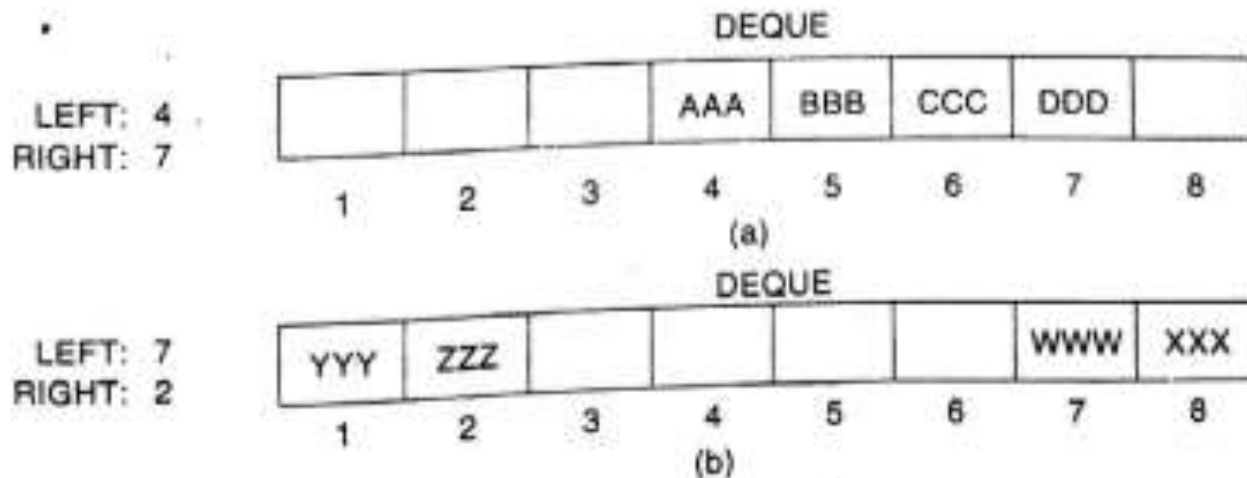 DEQUE
LEFT: 4
RIGHT: 7
AAA BBB CCC DDD
1 2 3 4 5 6 7 8
(a)
DEQUE
LEFT: 7
RIGHT: 2
YYY ZZZ WWW XXX
1 2 3 4 5 6 7 8
(b)